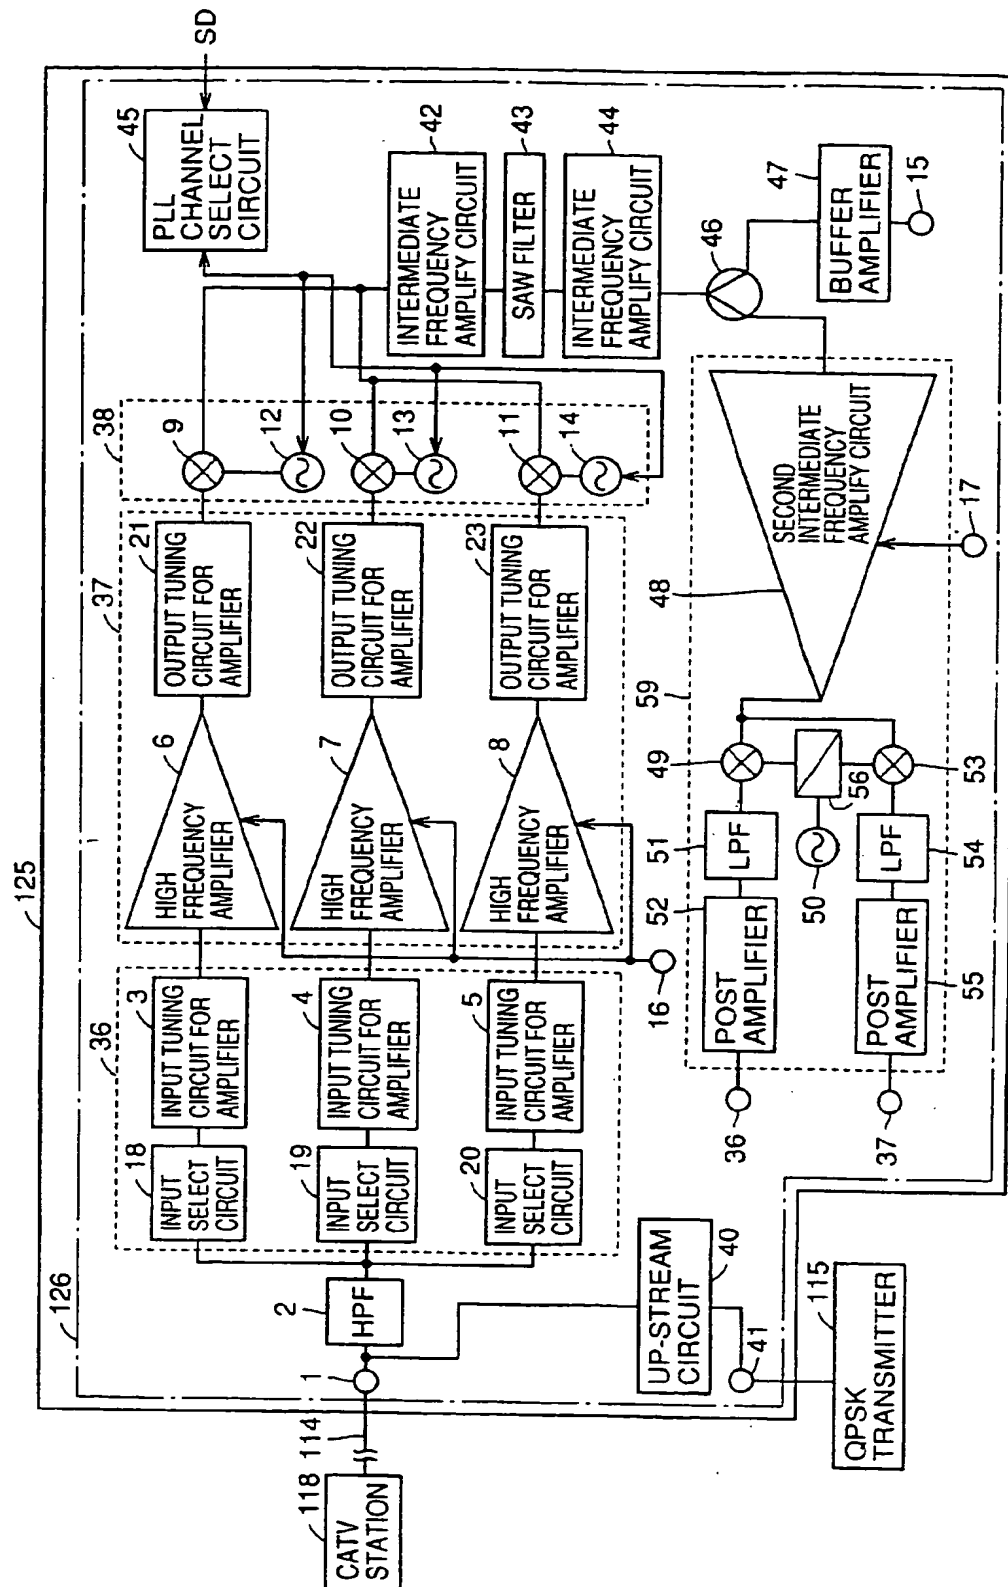 125
126
118
CATV
STATION
114
1
2
HPF
36
18
INPUT
SELECT
CIRCUIT
3
INPUT TUNING
CIRCUIT FOR
AMPLIFIER
19
INPUT
SELECT
CIRCUIT
4
INPUT TUNING
CIRCUIT FOR
AMPLIFIER
20
INPUT
SELECT
CIRCUIT
5
INPUT TUNING
CIRCUIT FOR
AMPLIFIER
37
6
HIGH
FREQUENCY
AMPLIFIER
21
OUTPUT TUNING
CIRCUIT FOR
AMPLIFIER
7
HIGH
FREQUENCY
AMPLIFIER
22
OUTPUT TUNING
CIRCUIT FOR
AMPLIFIER
8
HIGH
FREQUENCY
AMPLIFIER
23
OUTPUT TUNING
CIRCUIT FOR
AMPLIFIER
16
38
9
12
10
13
11
14
45
PLL
CHANNEL
SELECT
CIRCUIT
SD
42
INTERMEDIATE
FREQUENCY
AMPLIFY CIRCUIT
43
SAW FILTER
44
INTERMEDIATE
FREQUENCY
AMPLIFY CIRCUIT
46
47
BUFFER
AMPLIFIER
15
UP-STREAM
CIRCUIT
40
41
115
QPSK
TRANSMITTER
59
48
SECOND
INTERMEDIATE
FREQUENCY
AMPLIFY CIRCUIT
17
49
56
53
50
51
LPF
LPF
54
52
POST
AMPLIFIER
POST
AMPLIFIER
55
36
37